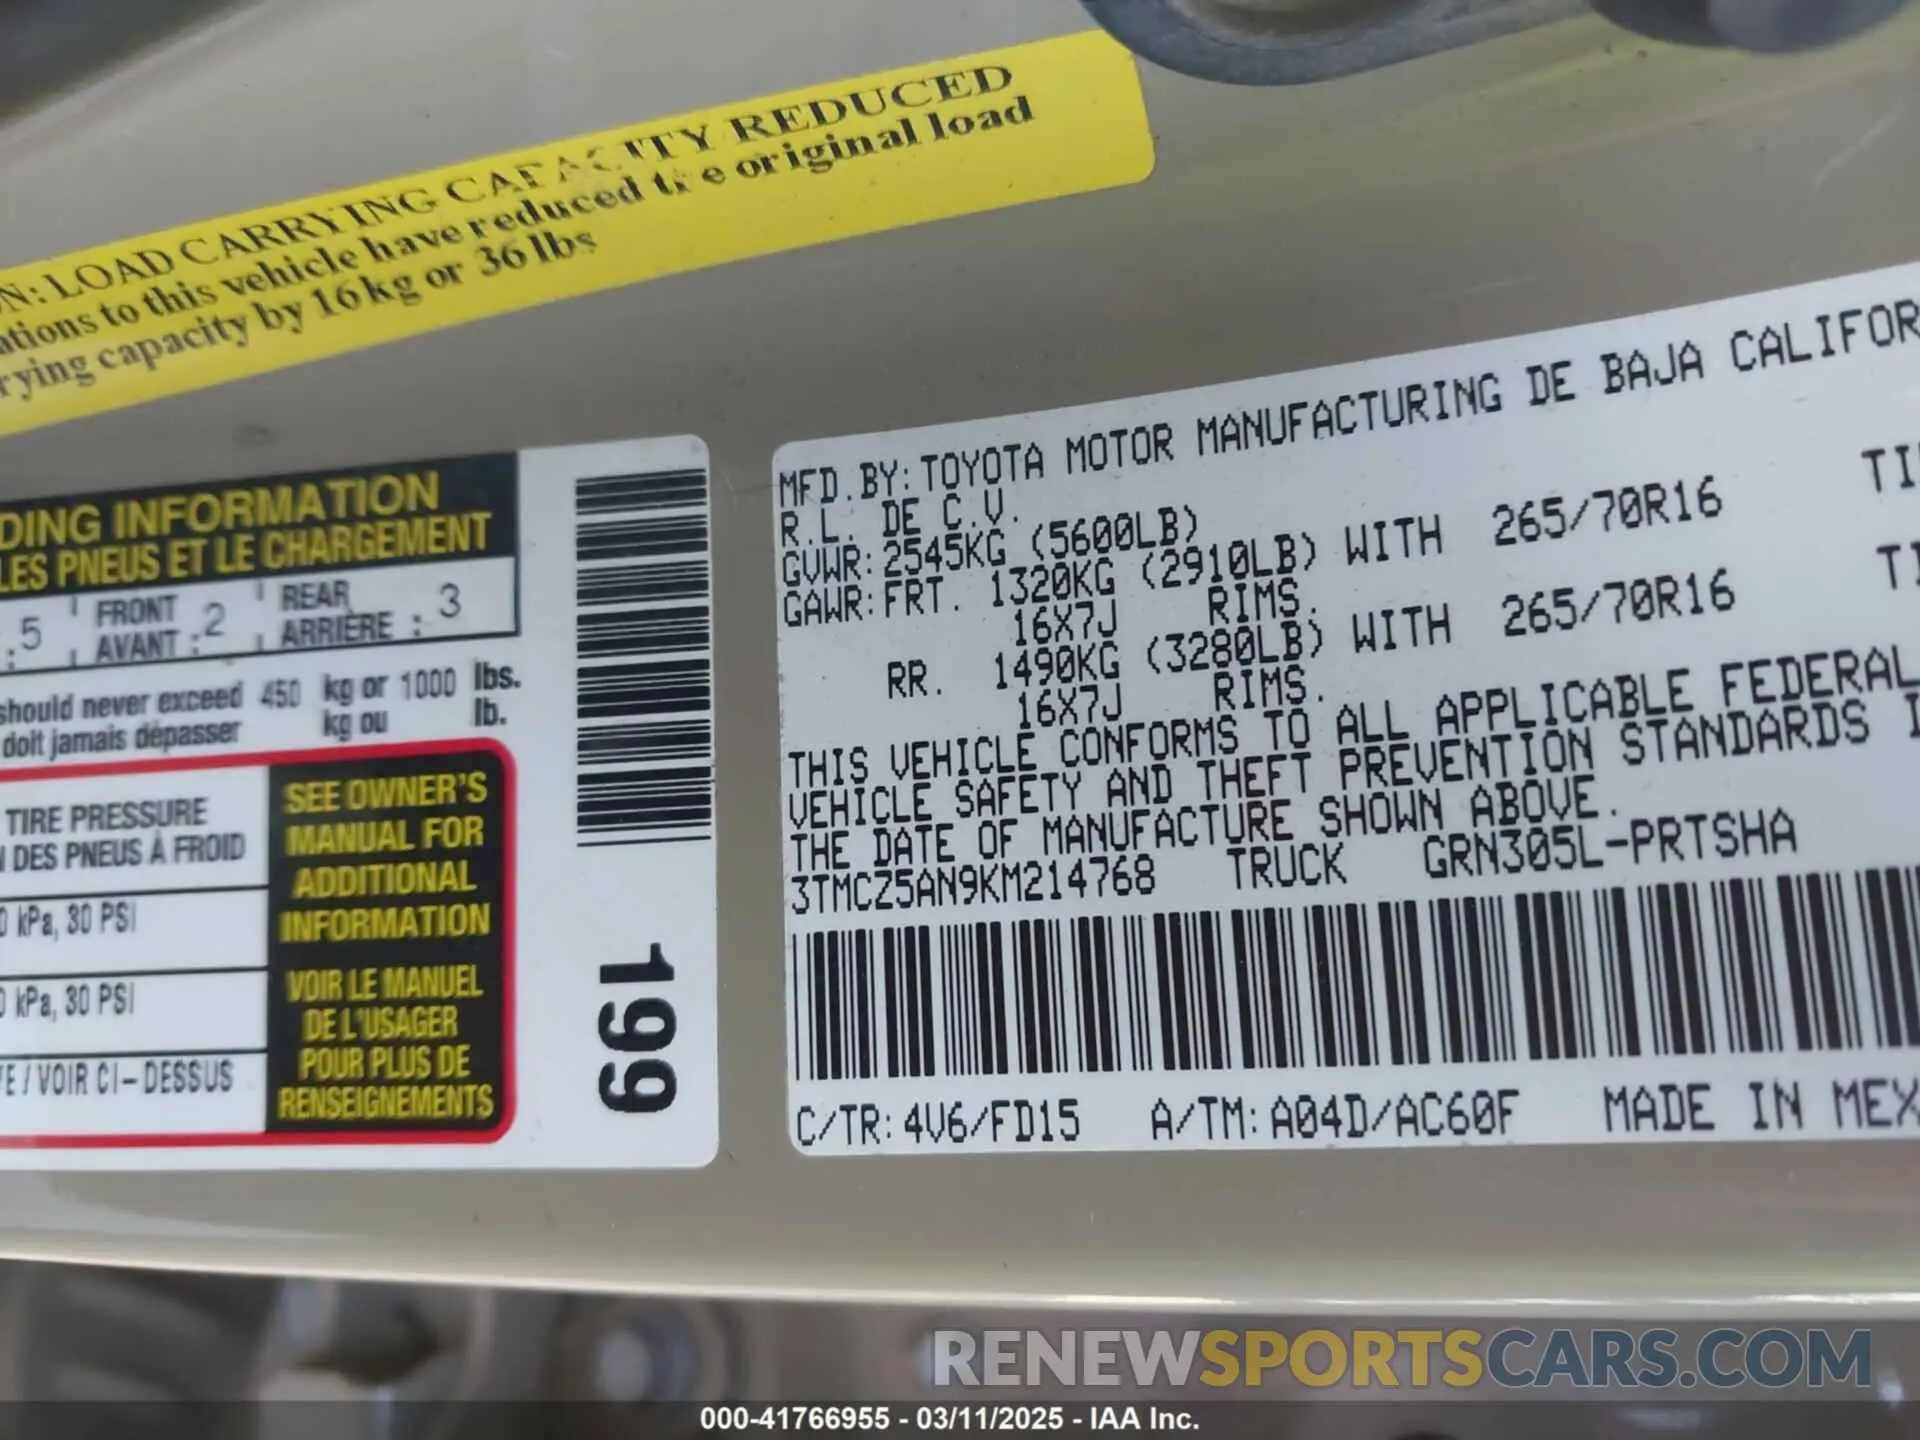 N: LOAD CARRYING CAPACITY REDUCED
ations to this vehicle have reduced the original load
rying capacity by 16kg or 36lbs
DING INFORMATION
LES PNEUS ET LE CHARGEMENT
: 5 FRONT AVANT : 2 REAR ARRIÈRE : 3
should never exceed 450 kg or 1000 lbs.
doit jamais dépasser kg ou lb.
TIRE PRESSURE
DES PNEUS À FROID
0 kPa, 30 PSI
0 kPa, 30 PSI
E / VOIR CI-DESSUS
SEE OWNER'S
MANUAL FOR
ADDITIONAL
INFORMATION
VOIR LE MANUEL
DE L'USAGER
POUR PLUS DE
RENSEIGNEMENTS
199
MFD.BY:TOYOTA MOTOR MANUFACTURING DE BAJA CALIFOR
R.L. DE C.V.
GVWR:2545KG (5600LB)
GAWR:FRT. 1320KG (2910LB) WITH 265/70R16 TI
16X7J RIMS.
RR. 1490KG (3280LB) WITH 265/70R16 TI
16X7J RIMS.
THIS VEHICLE CONFORMS TO ALL APPLICABLE FEDERAL
VEHICLE SAFETY AND THEFT PREVENTION STANDARDS I
THE DATE OF MANUFACTURE SHOWN ABOVE.
3TMCZ5AN9KM214768 TRUCK GRN305L-PRTSHA
C/TR:4V6/FD15 A/TM:A04D/AC60F MADE IN MEX
RENEWSPORTSCARS.COM
000-41766955 - 03/11/2025 - IAA Inc.